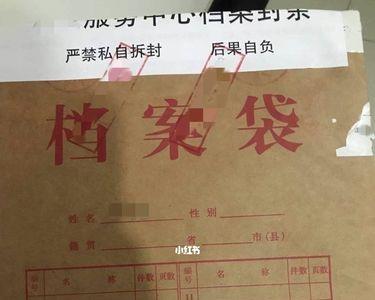 服务中心档案封条
严禁私自拆封 后果自负
档案袋
姓名 性别
籍贯 省 市(县)
小红书
编号 名称 件数 页数 编号 名称 件数 页数